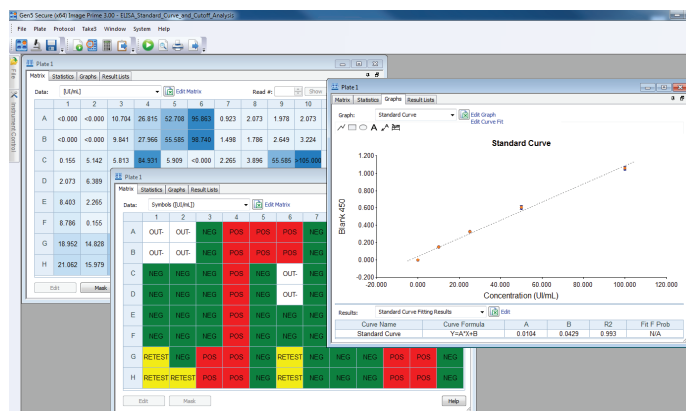 Gen5 Secure (x64) Image Prime 3.00 - ELISA_Standard_Curve_and_Cutoff_Analysis
File Plate Protocol Take3 Window System Help
File
Instrument Control
Plate 1
Matrix Statistics Graphs Result Lists
Data: [UI/mL] Edit Matrix Read #: Show
1 2 3 4 5 6 7 8 9 10
A <0.000 <0.000 10.704 26.815 52.708 95.863 0.923 2.073 1.978 2.073
B <0.000 <0.000 9.841 27.966 55.585 98.740 1.498 1.786 2.649 3.224
C 0.155 5.142 5.813 84.931 5.909 <0.000 2.265 3.896 55.585 >105.000
D 2.073 6.389
E 8.403 2.265
F 8.786 0.155
G 18.952 14.828
H 21.062 15.979
Edit Mask
Plate 1
Matrix Statistics Graphs Result Lists
Data: Symbols ([UI/mL]) Edit Matrix
1 2 3 4 5 6 7
A OUT- OUT- NEG POS POS POS NEG
B OUT- OUT- NEG POS POS POS NEG
C NEG NEG NEG POS NEG OUT- NEG
D NEG NEG NEG POS NEG OUT- NEG
E NEG NEG NEG POS NEG NEG NEG
F NEG NEG NEG POS NEG NEG NEG
G RETEST NEG POS POS NEG RETEST NEG NEG NEG POS POS NEG
H RETEST RETEST POS POS NEG RETEST NEG NEG NEG POS POS NEG
Edit Mask Help
Plate 1
Matrix Statistics Graphs Result Lists
Graph: Standard Curve Edit Graph
Edit Curve Fit
Standard Curve
1.200
1.000
0.800
0.600
0.400
0.200
0.000
-0.200
Blank 450
-20.000 0.000 20.000 40.000 60.000 80.000 100.000 120.000
Concentration (UI/mL)
Results: Standard Curve Fitting Results Edit
Curve Name Curve Formula A B R2 Fit F Prob
Standard Curve Y=A*X+B 0.0104 0.0429 0.993 N/A